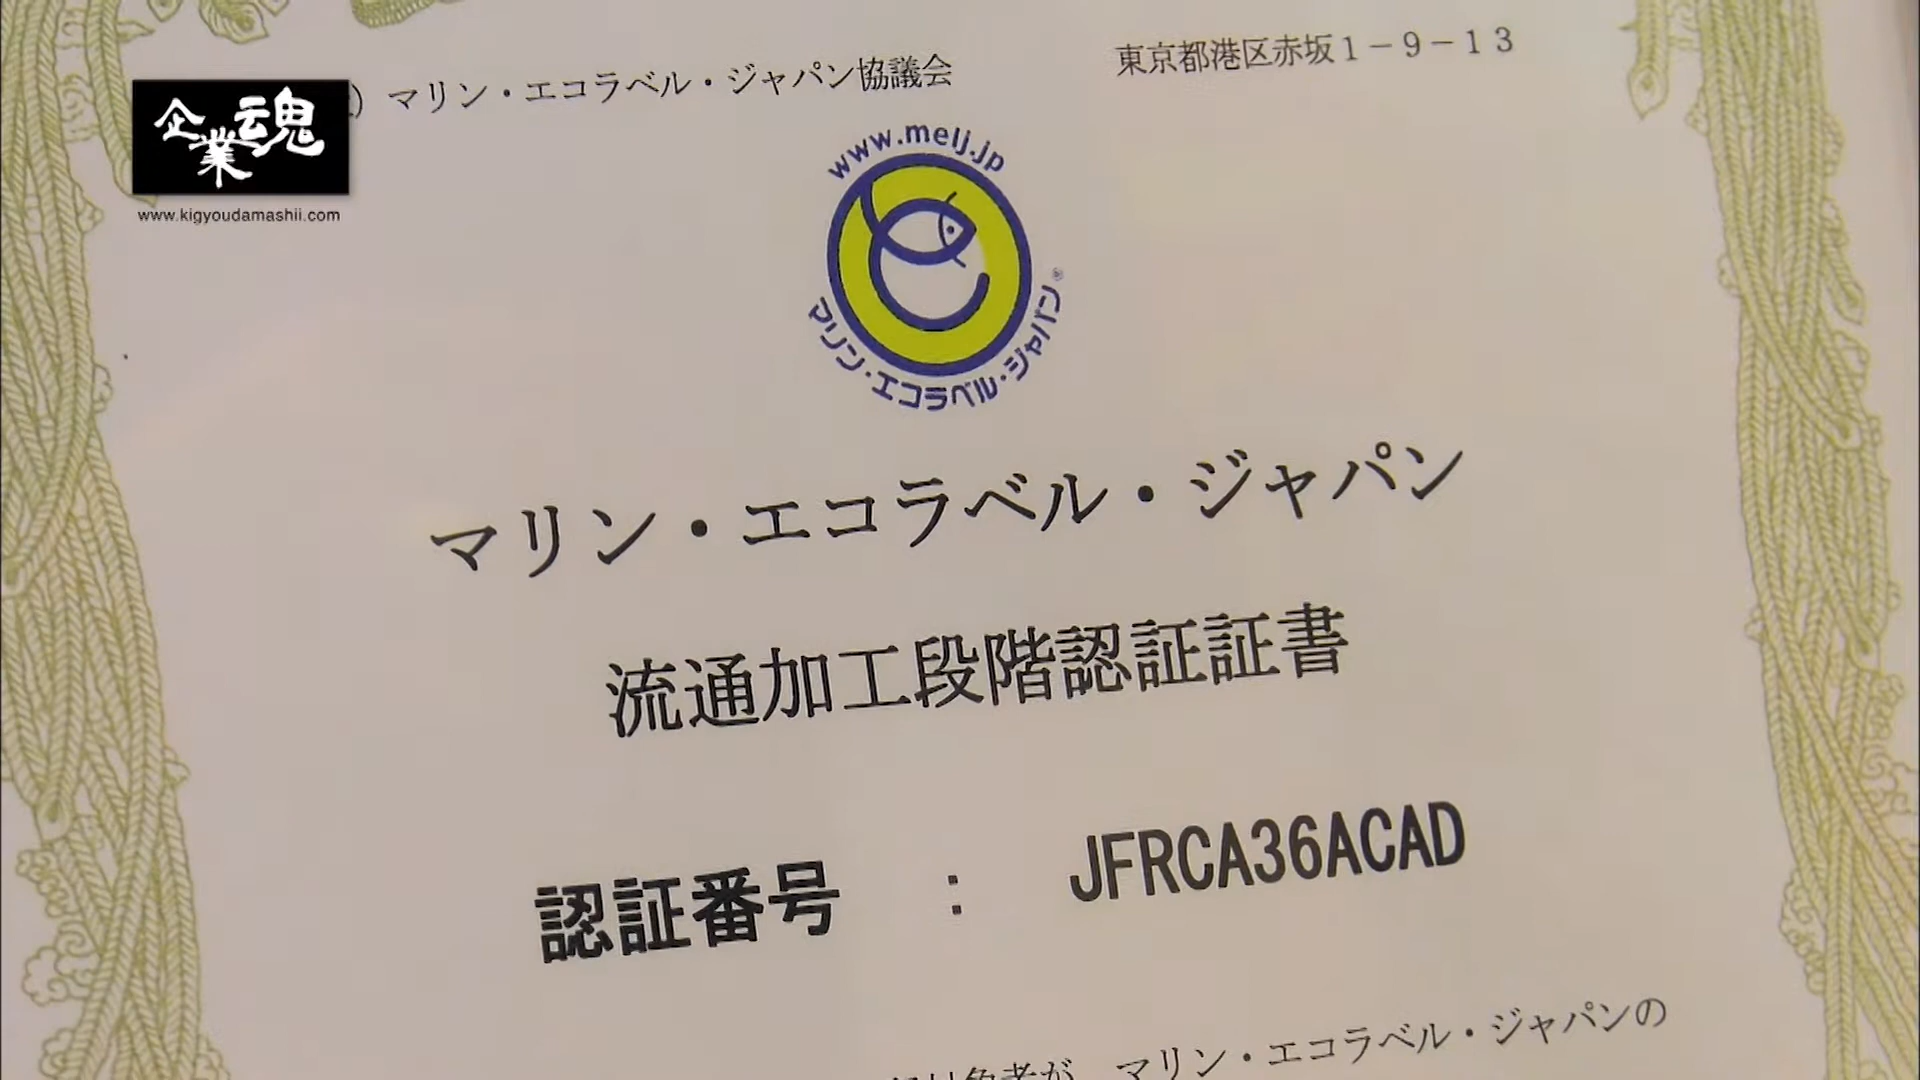 マリン・エコラベル・ジャパン協議会
東京都港区赤坂1-9-13
企業魂
www.kigyoudamashii.com
www.melj.jp
マリン・エコラベル・ジャパン®
マリン・エコラベル・ジャパン
流通加工段階認証証書
認証番号 : JFRCA36ACAD
マリン・エコラベル・ジャパンの